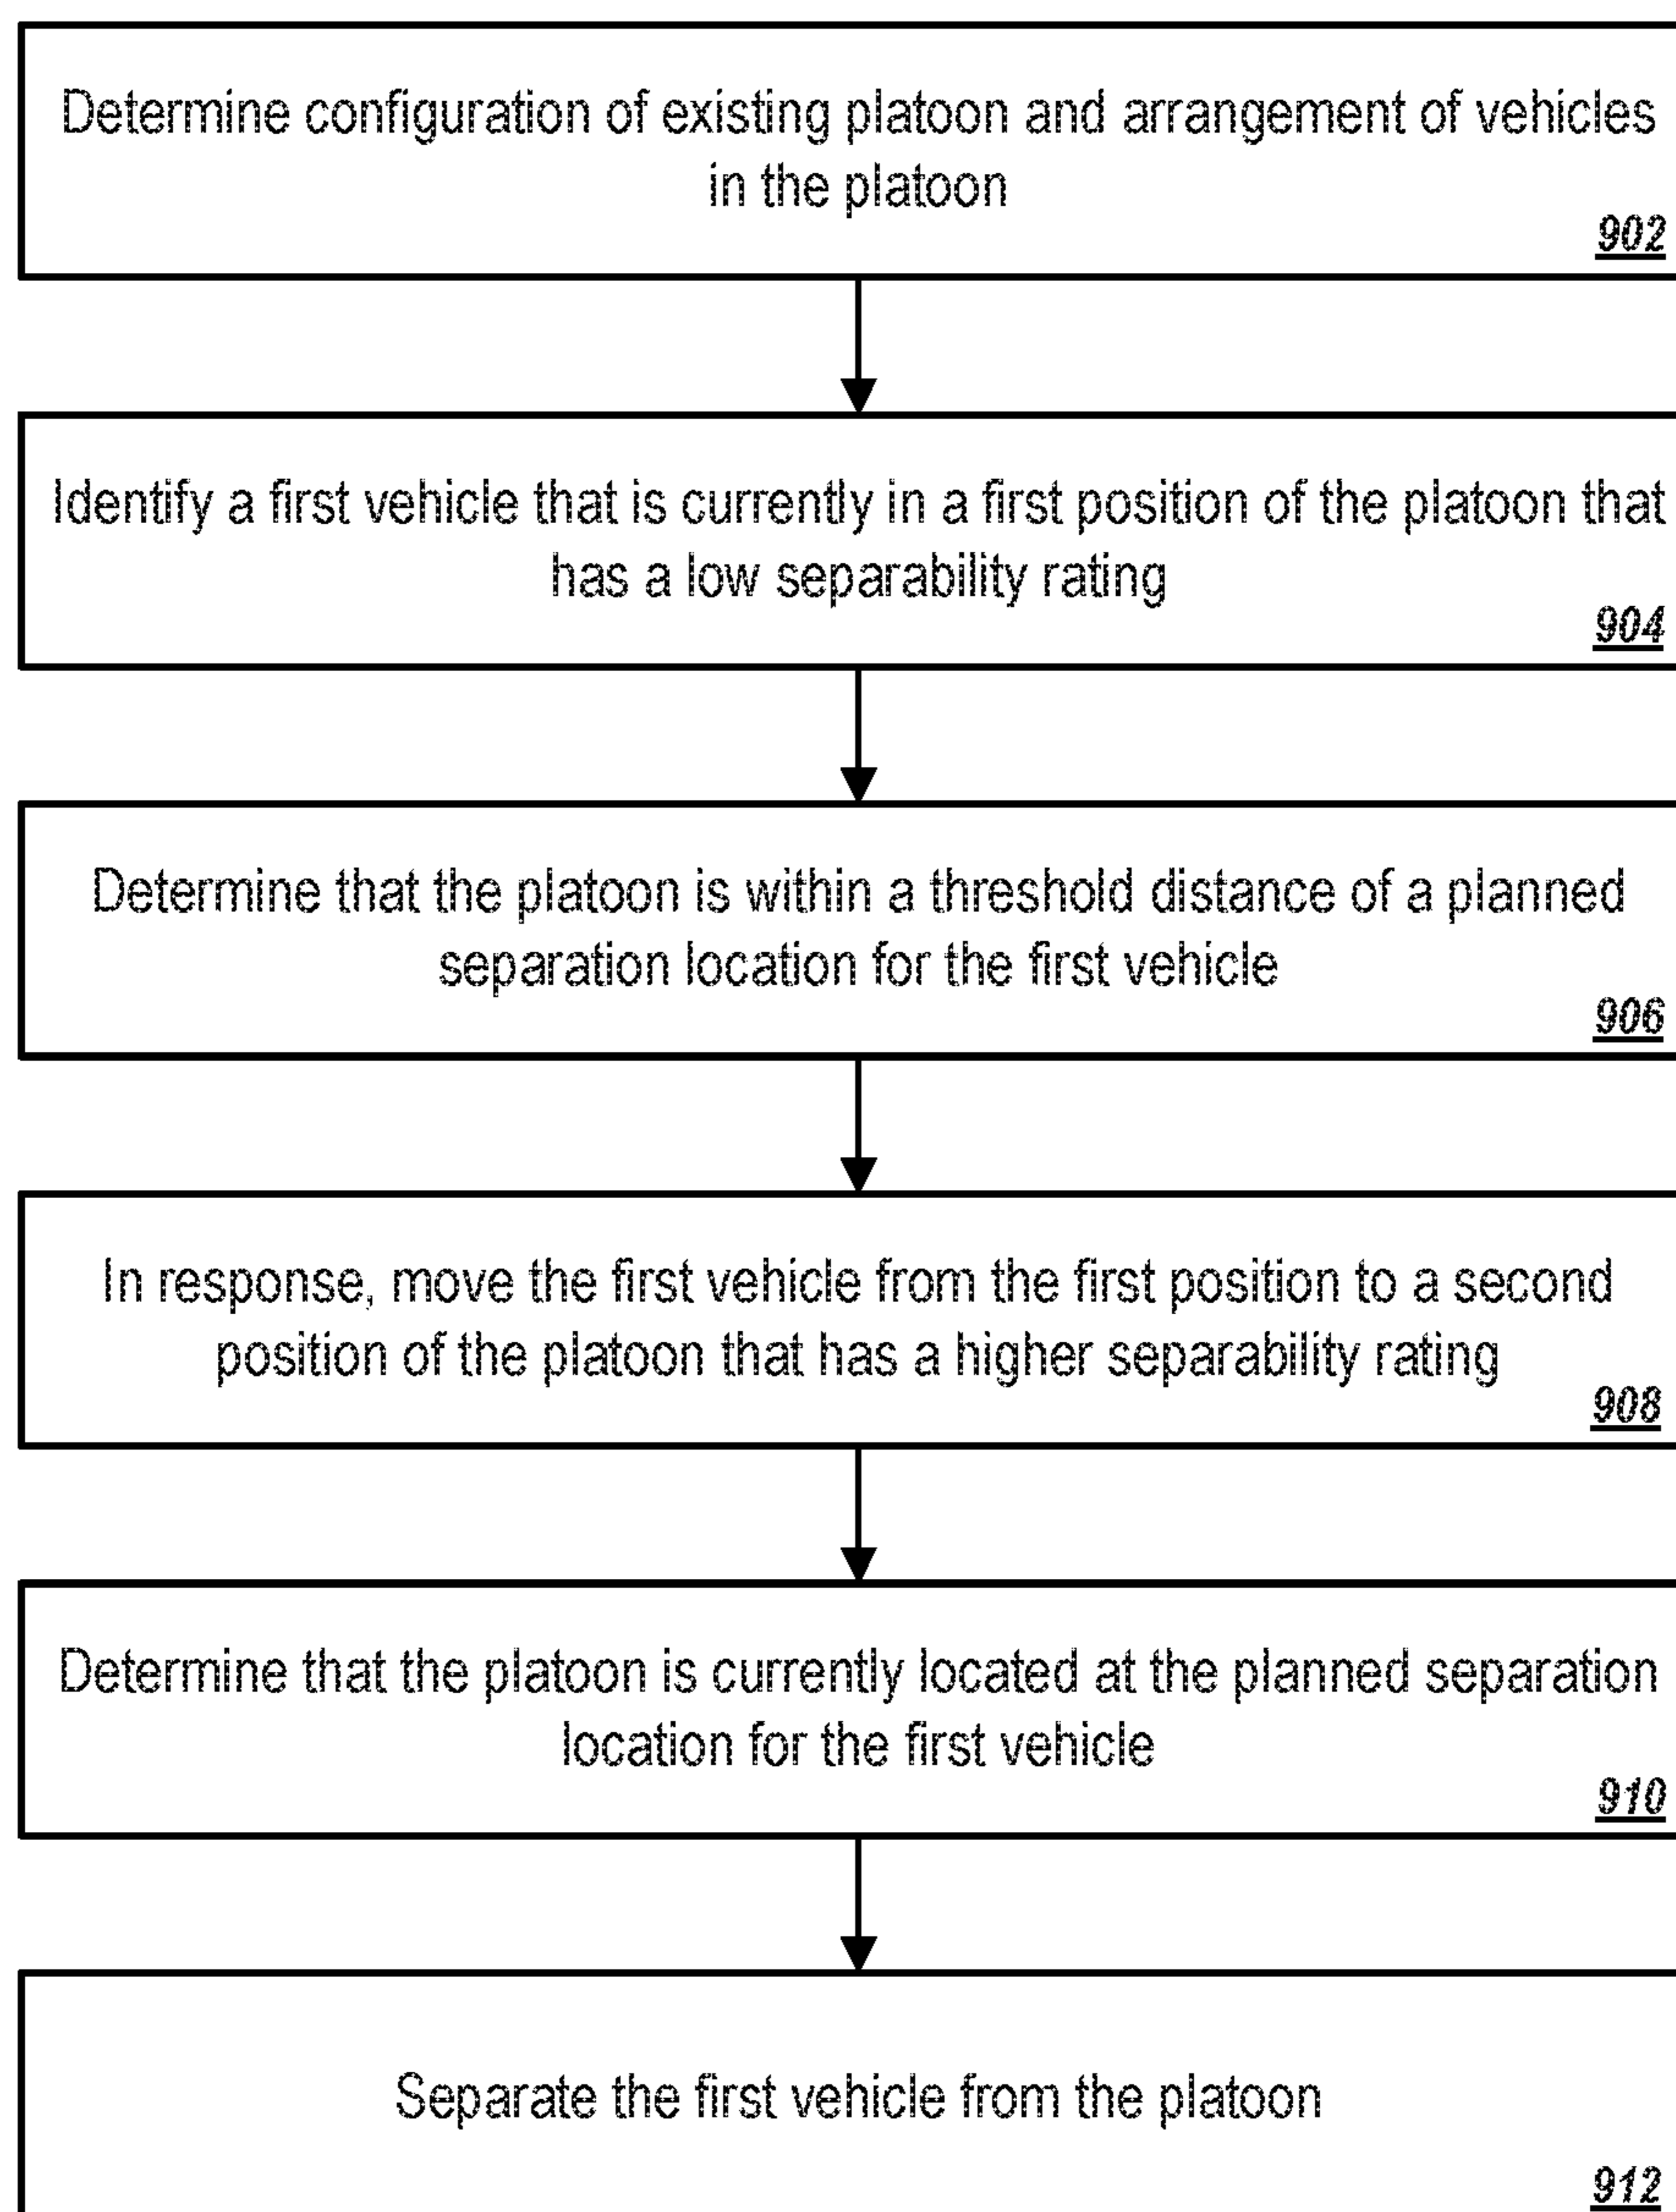 Determine configuration of existing platoon and arrangement of vehicles
in the platoon
902
Identify a first vehicle that is currently in a first position of the platoon that
has a low separability rating
904
Determine that the platoon is within a threshold distance of a planned
separation location for the first vehicle
906
In response, move the first vehicle from the first position to a second
position of the platoon that has a higher separability rating
908
Determine that the platoon is currently located at the planned separation
location for the first vehicle
910
Separate the first vehicle from the platoon
912